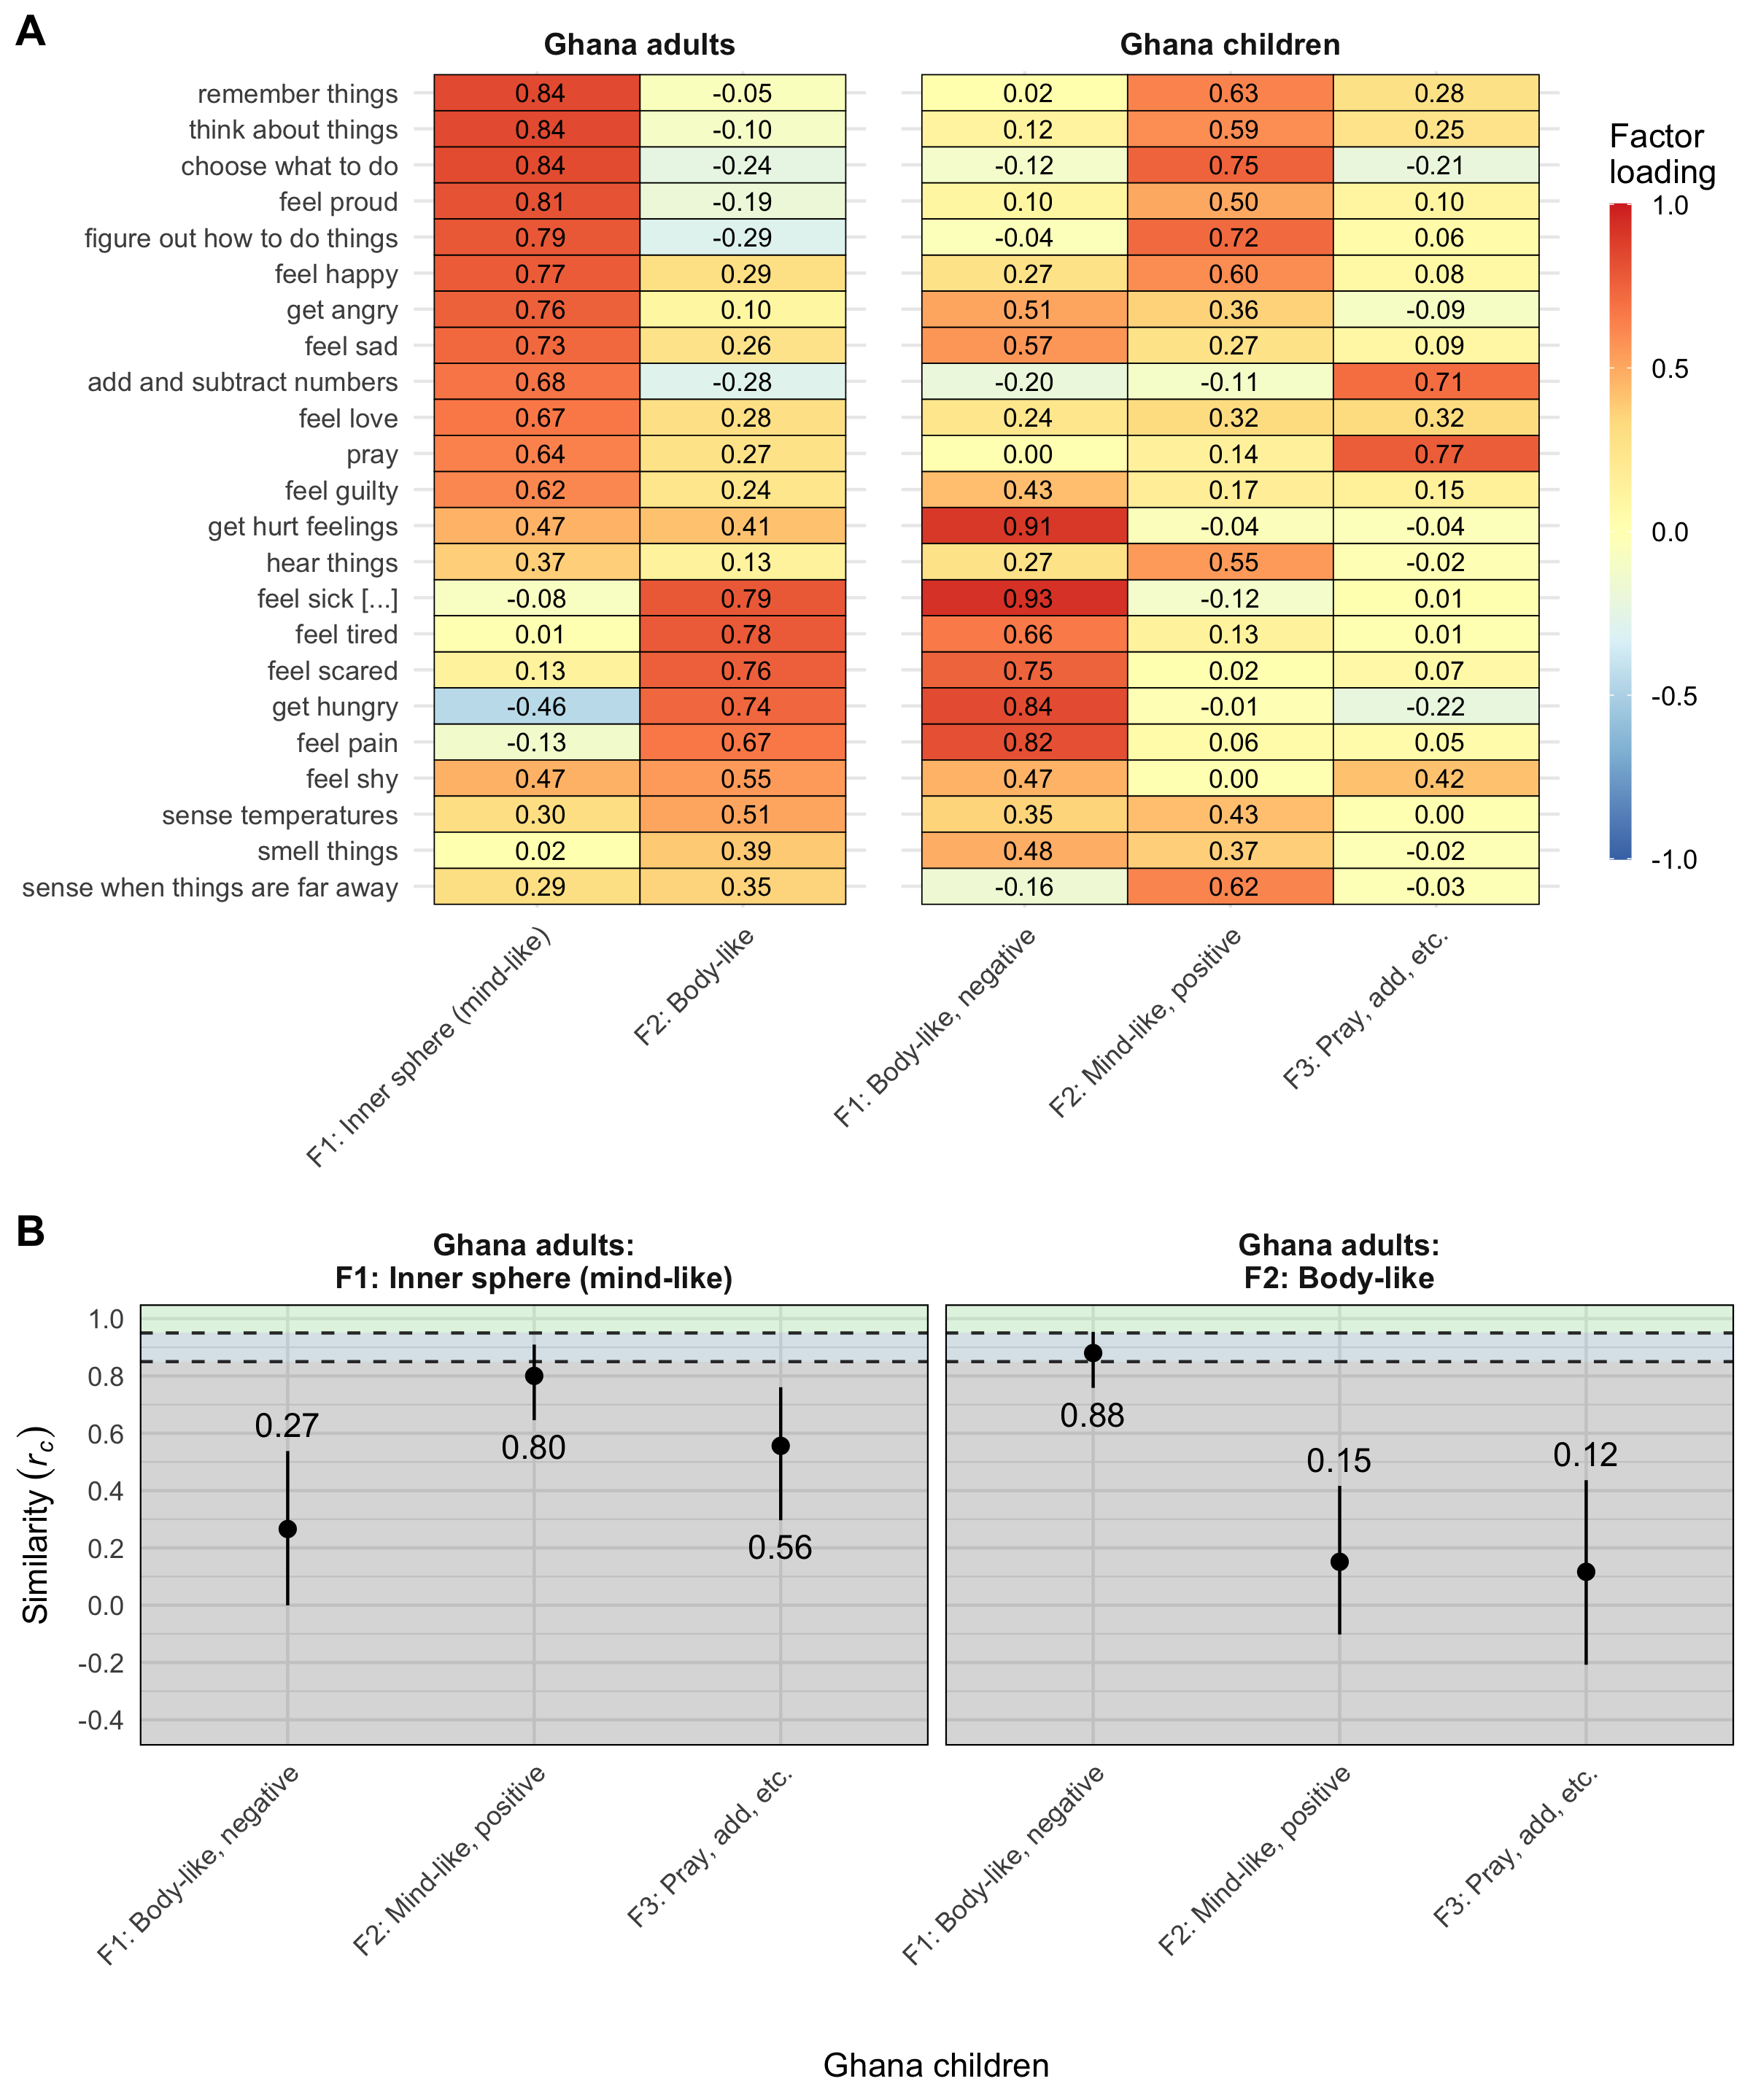 A
Ghana adults
Ghana children
remember things 0.84 -0.05 0.02 0.63 0.28
think about things 0.84 -0.10 0.12 0.59 0.25
choose what to do 0.84 -0.24 -0.12 0.75 -0.21
feel proud 0.81 -0.19 0.10 0.50 0.10
figure out how to do things 0.79 -0.29 -0.04 0.72 0.06
feel happy 0.77 0.29 0.27 0.60 0.08
get angry 0.76 0.10 0.51 0.36 -0.09
feel sad 0.73 0.26 0.57 0.27 0.09
add and subtract numbers 0.68 -0.28 -0.20 -0.11 0.71
feel love 0.67 0.28 0.24 0.32 0.32
pray 0.64 0.27 0.00 0.14 0.77
feel guilty 0.62 0.24 0.43 0.17 0.15
get hurt feelings 0.47 0.41 0.91 -0.04 -0.04
hear things 0.37 0.13 0.27 0.55 -0.02
feel sick [...] -0.08 0.79 0.93 -0.12 0.01
feel tired 0.01 0.78 0.66 0.13 0.01
feel scared 0.13 0.76 0.75 0.02 0.07
get hungry -0.46 0.74 0.84 -0.01 -0.22
feel pain -0.13 0.67 0.82 0.06 0.05
feel shy 0.47 0.55 0.47 0.00 0.42
sense temperatures 0.30 0.51 0.35 0.43 0.00
smell things 0.02 0.39 0.48 0.37 -0.02
sense when things are far away 0.29 0.35 -0.16 0.62 -0.03
F1: Inner sphere (mind-like)
F2: Body-like
F1: Body-like, negative
F2: Mind-like, positive
F3: Pray, add, etc.
Factor
loading
1.0
0.5
0.0
-0.5
-1.0
B
Ghana adults:
F1: Inner sphere (mind-like)
Ghana adults:
F2: Body-like
Similarity (r_c)
1.0
0.8
0.6
0.4
0.2
0.0
-0.2
-0.4
0.27
0.80
0.56
0.88
0.15
0.12
F1: Body-like, negative
F2: Mind-like, positive
F3: Pray, add, etc.
F1: Body-like, negative
F2: Mind-like, positive
F3: Pray, add, etc.
Ghana children